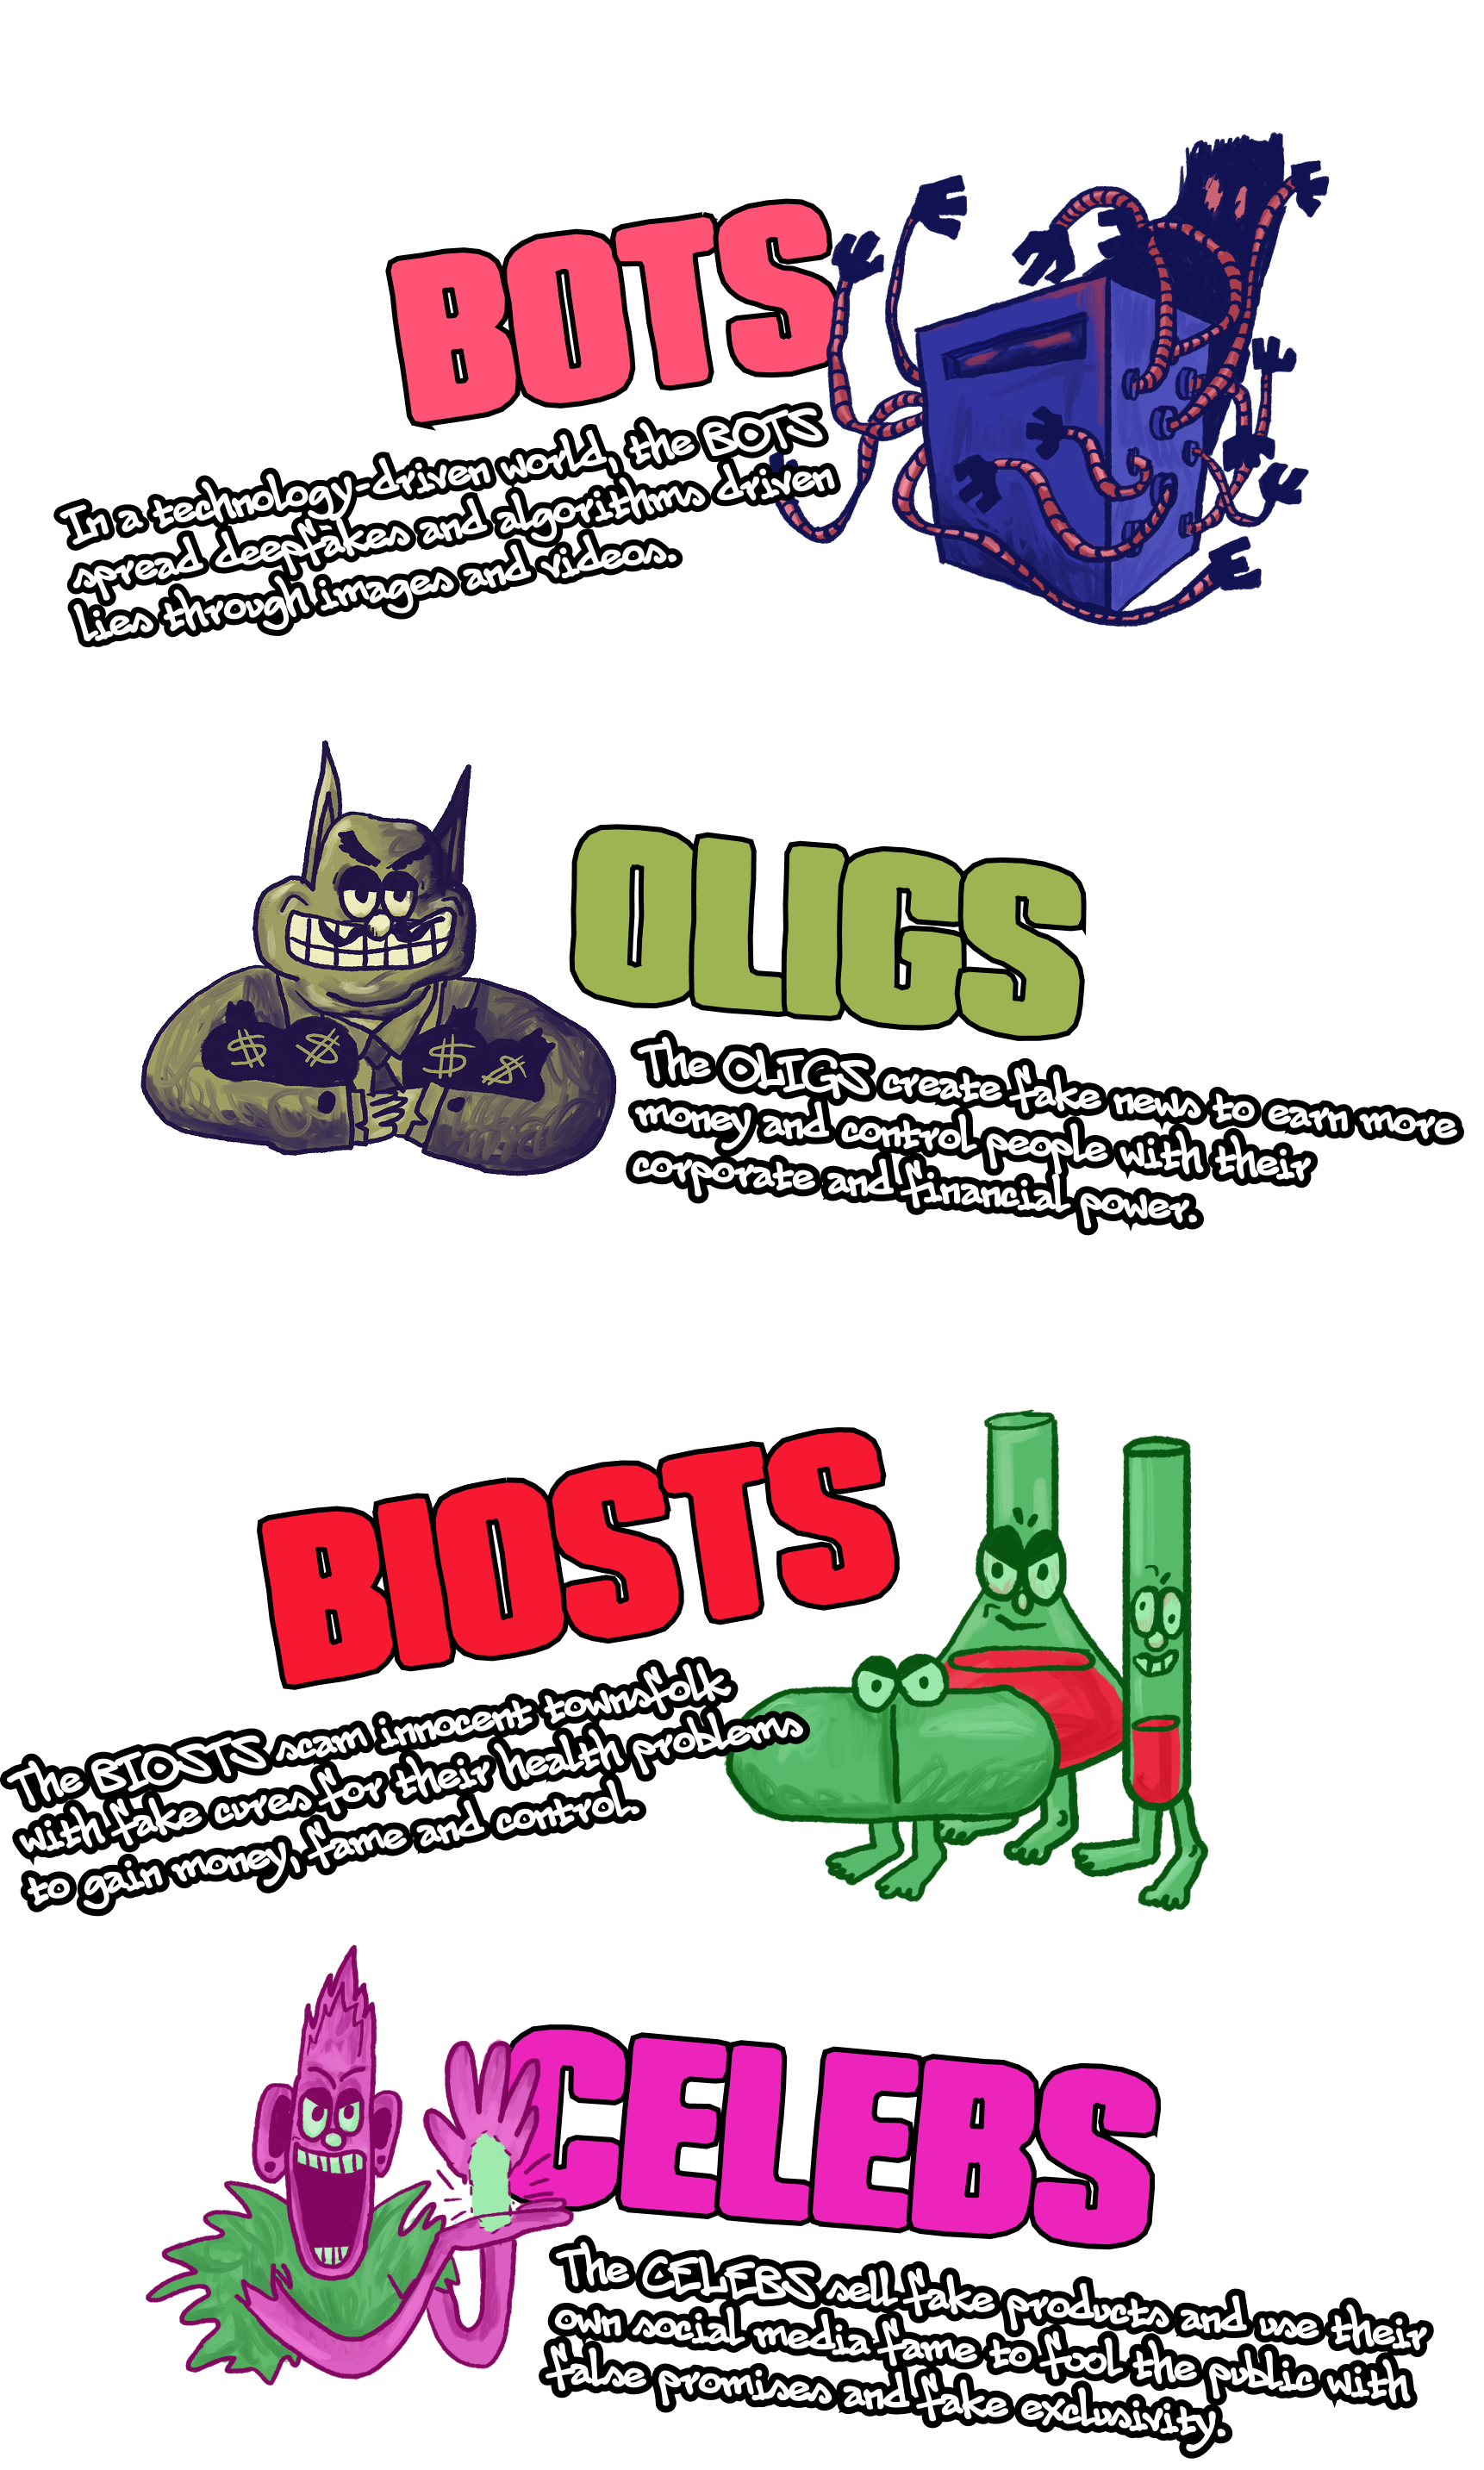 BOTS
In a technology-driven world, the BOTS
spread deepfakes and algorithms driven
lies through images and videos.
$ $ $ $
OLIGS
The OLIGS create fake news to earn more
money and control people with their
corporate and financial power.
BIOSTS
The BIOSTS scam innocent townsfolk
with fake cures for their health problems
to gain money, fame and control.
CELEBS
The CELEBS sell fake products and use their
own social media fame to fool the public with
false promises and fake exclusivity.